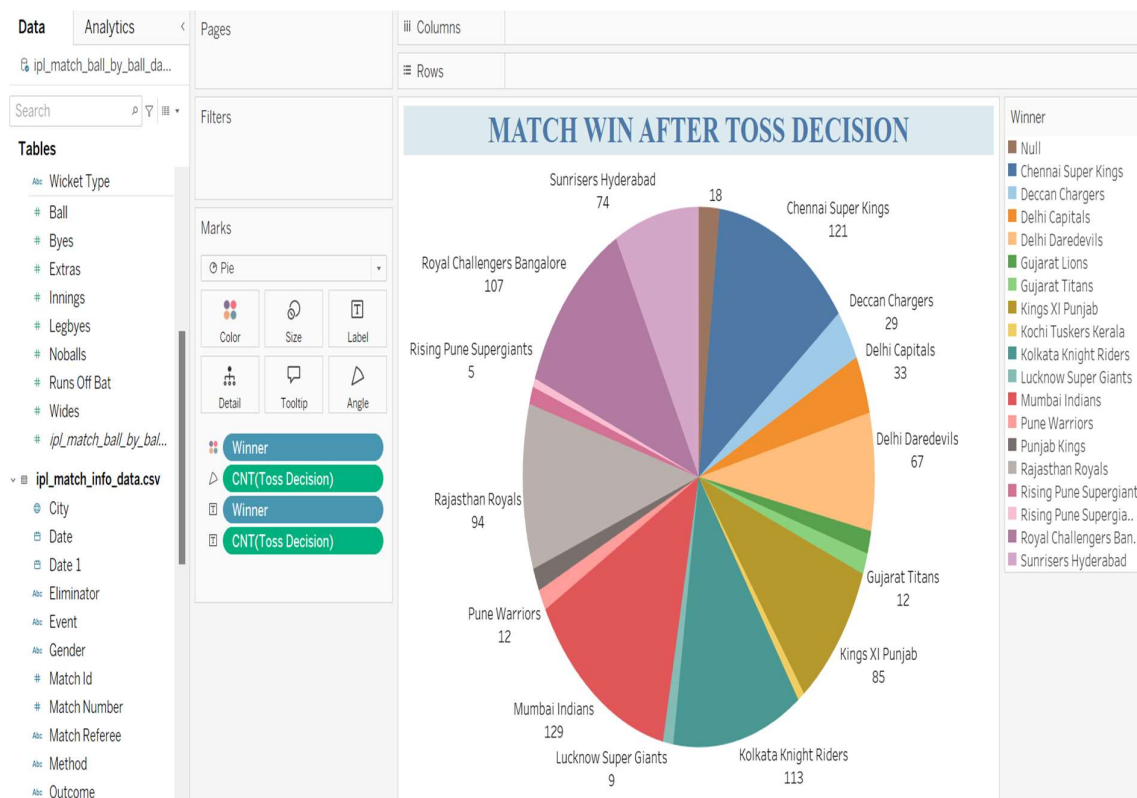 Data Analytics
ipl_match_ball_by_ball_da...
Search
Tables
Abc Wicket Type
# Ball
# Byes
# Extras
# Innings
# Legbyes
# Noballs
# Runs Off Bat
# Wides
# ipl_match_ball_by_bal...
ipl_match_info_data.csv
City
Date
Date 1
Abc Eliminator
Abc Event
Abc Gender
# Match Id
# Match Number
Abc Match Referee
Abc Method
Abc Outcome
Pages
Filters
Marks
Pie
Color Size Label
Detail Tooltip Angle
Winner
CNT(Toss Decision)
Winner
CNT(Toss Decision)
Columns
Rows
MATCH WIN AFTER TOSS DECISION
18
Chennai Super Kings
121
Deccan Chargers
29
Delhi Capitals
33
Delhi Daredevils
67
Gujarat Titans
12
Kings XI Punjab
85
Kolkata Knight Riders
113
Lucknow Super Giants
9
Mumbai Indians
129
Pune Warriors
12
Rajasthan Royals
94
Rising Pune Supergiants
5
Royal Challengers Bangalore
107
Sunrisers Hyderabad
74
Winner
Null
Chennai Super Kings
Deccan Chargers
Delhi Capitals
Delhi Daredevils
Gujarat Lions
Gujarat Titans
Kings XI Punjab
Kochi Tuskers Kerala
Kolkata Knight Riders
Lucknow Super Giants
Mumbai Indians
Pune Warriors
Punjab Kings
Rajasthan Royals
Rising Pune Supergiant
Rising Pune Supergia..
Royal Challengers Ban.
Sunrisers Hyderabad